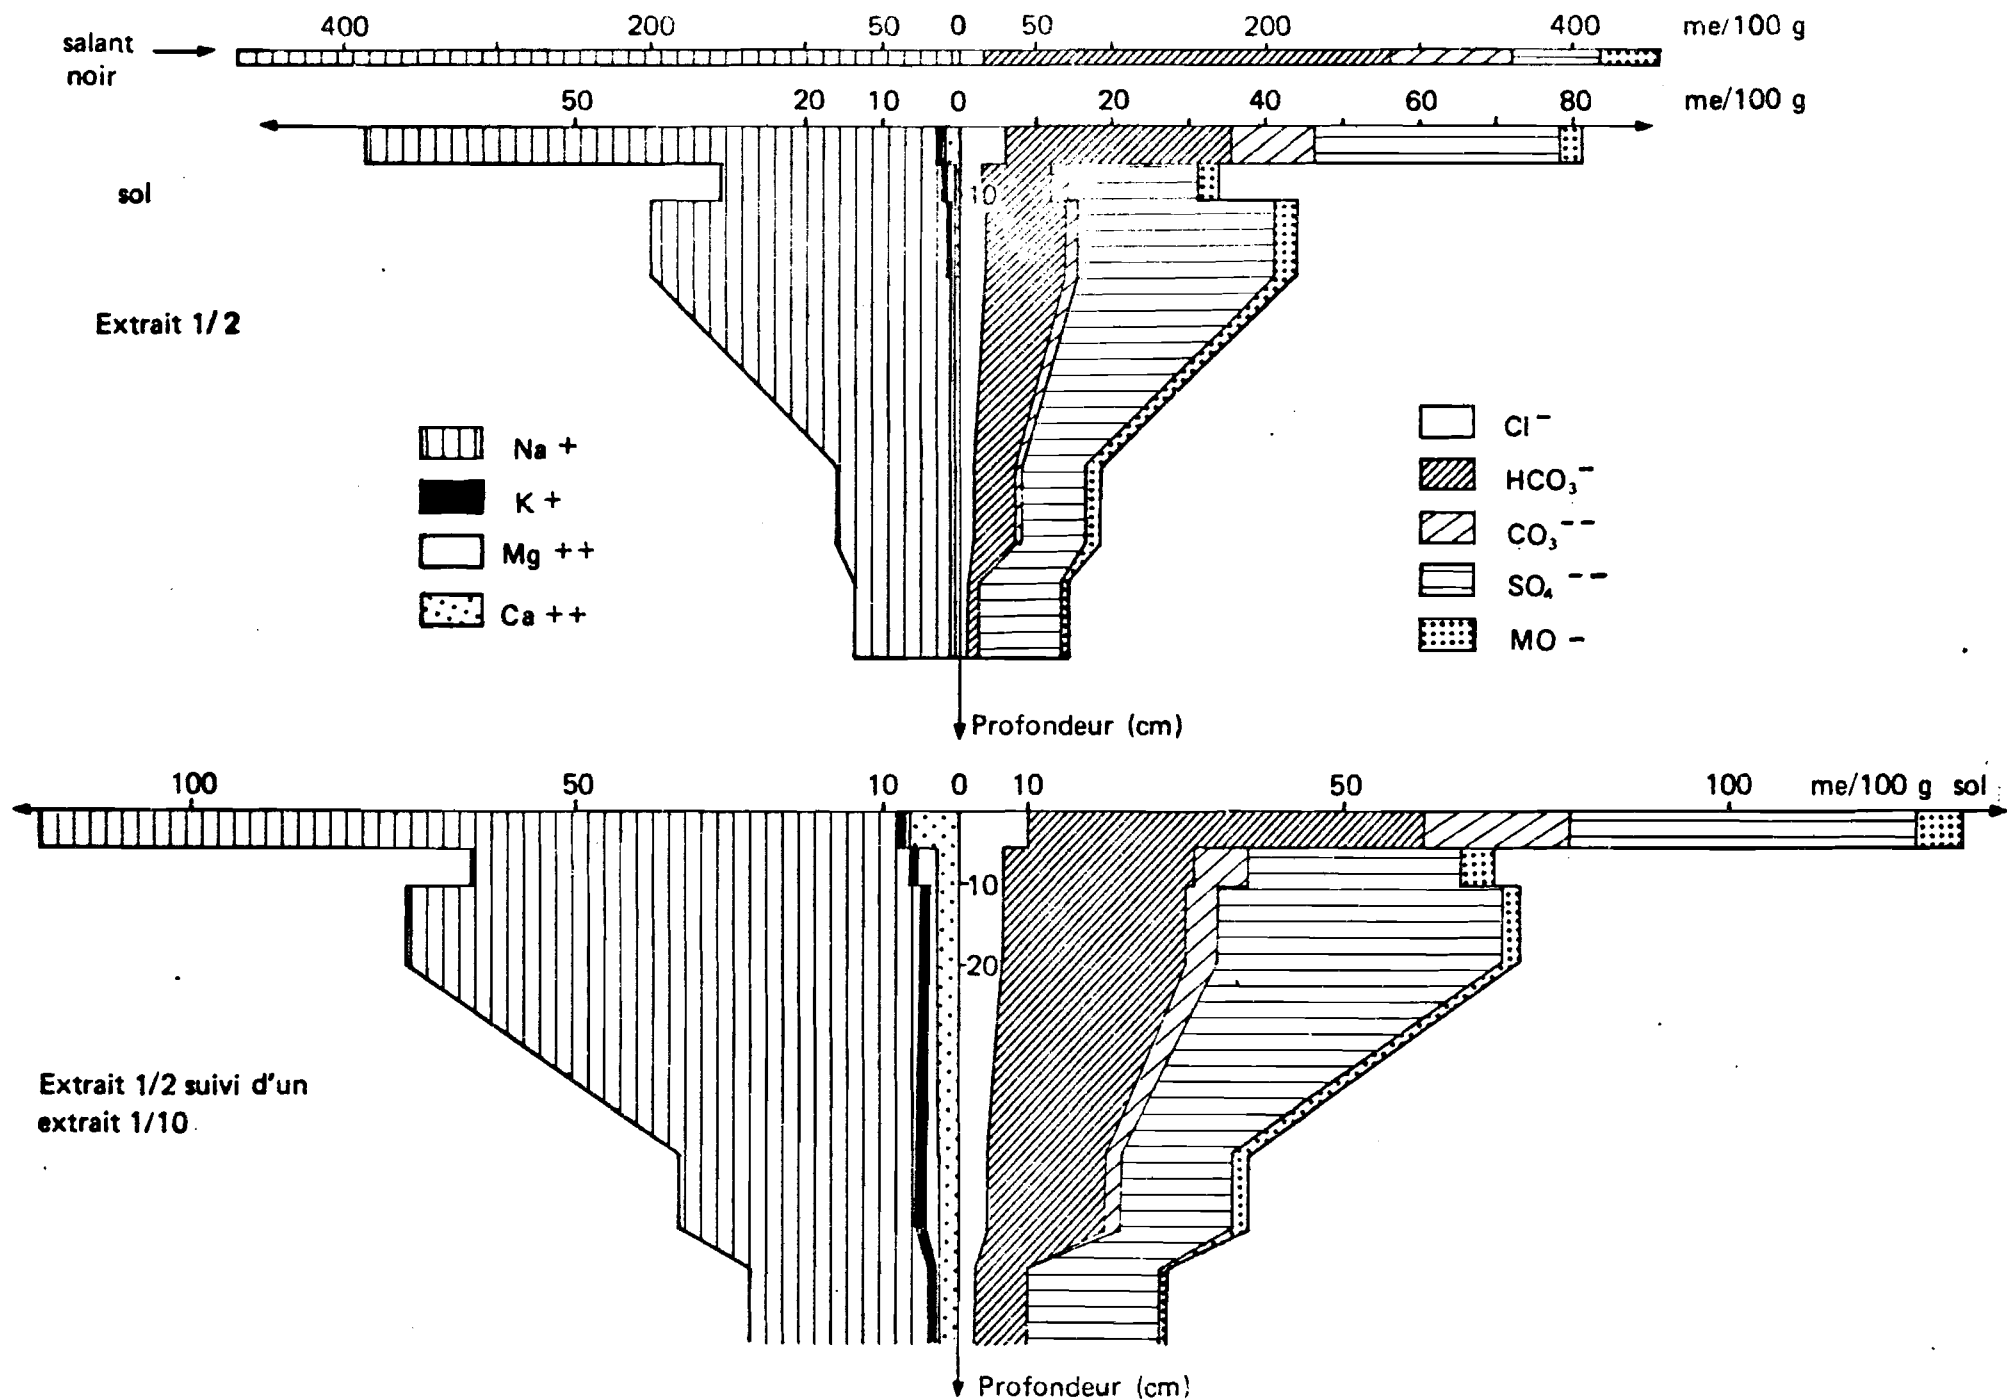 400 200 50 0 50 200 400 me/100 g
salant
noir
50 20 10 0 20 40 60 80 me/100 g
sol
10
Extrait 1/2
Na +
K +
Mg ++
Ca ++
Cl⁻
HCO₃⁻
CO₃⁻⁻
SO₄⁻⁻
MO −
Profondeur (cm)
100 50 10 0 10 50 100 me/100 g sol
10
20
Extrait 1/2 suivi d'un
extrait 1/10
Profondeur (cm)